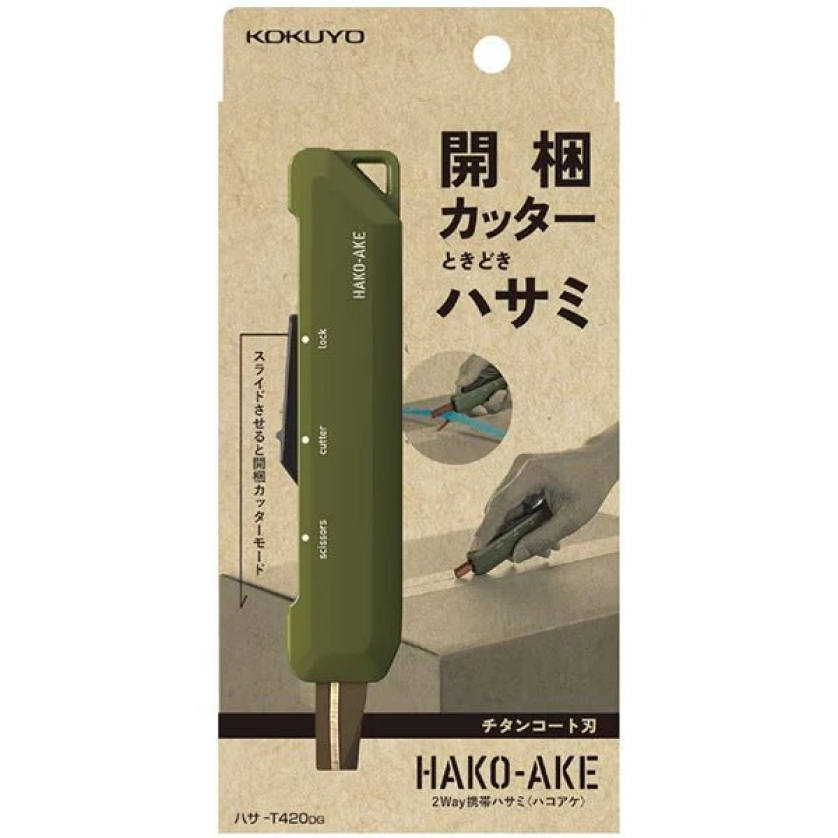 KOKUYO
開梱
カッター
ときどき
ハサミ
HAKO-AKE
lock
cutter
scissors
スライドさせると開梱カッターモード
チタンコート刃
HAKO-AKE
2Way携帯ハサミ〈ハコアケ〉
ハサ-T420DG